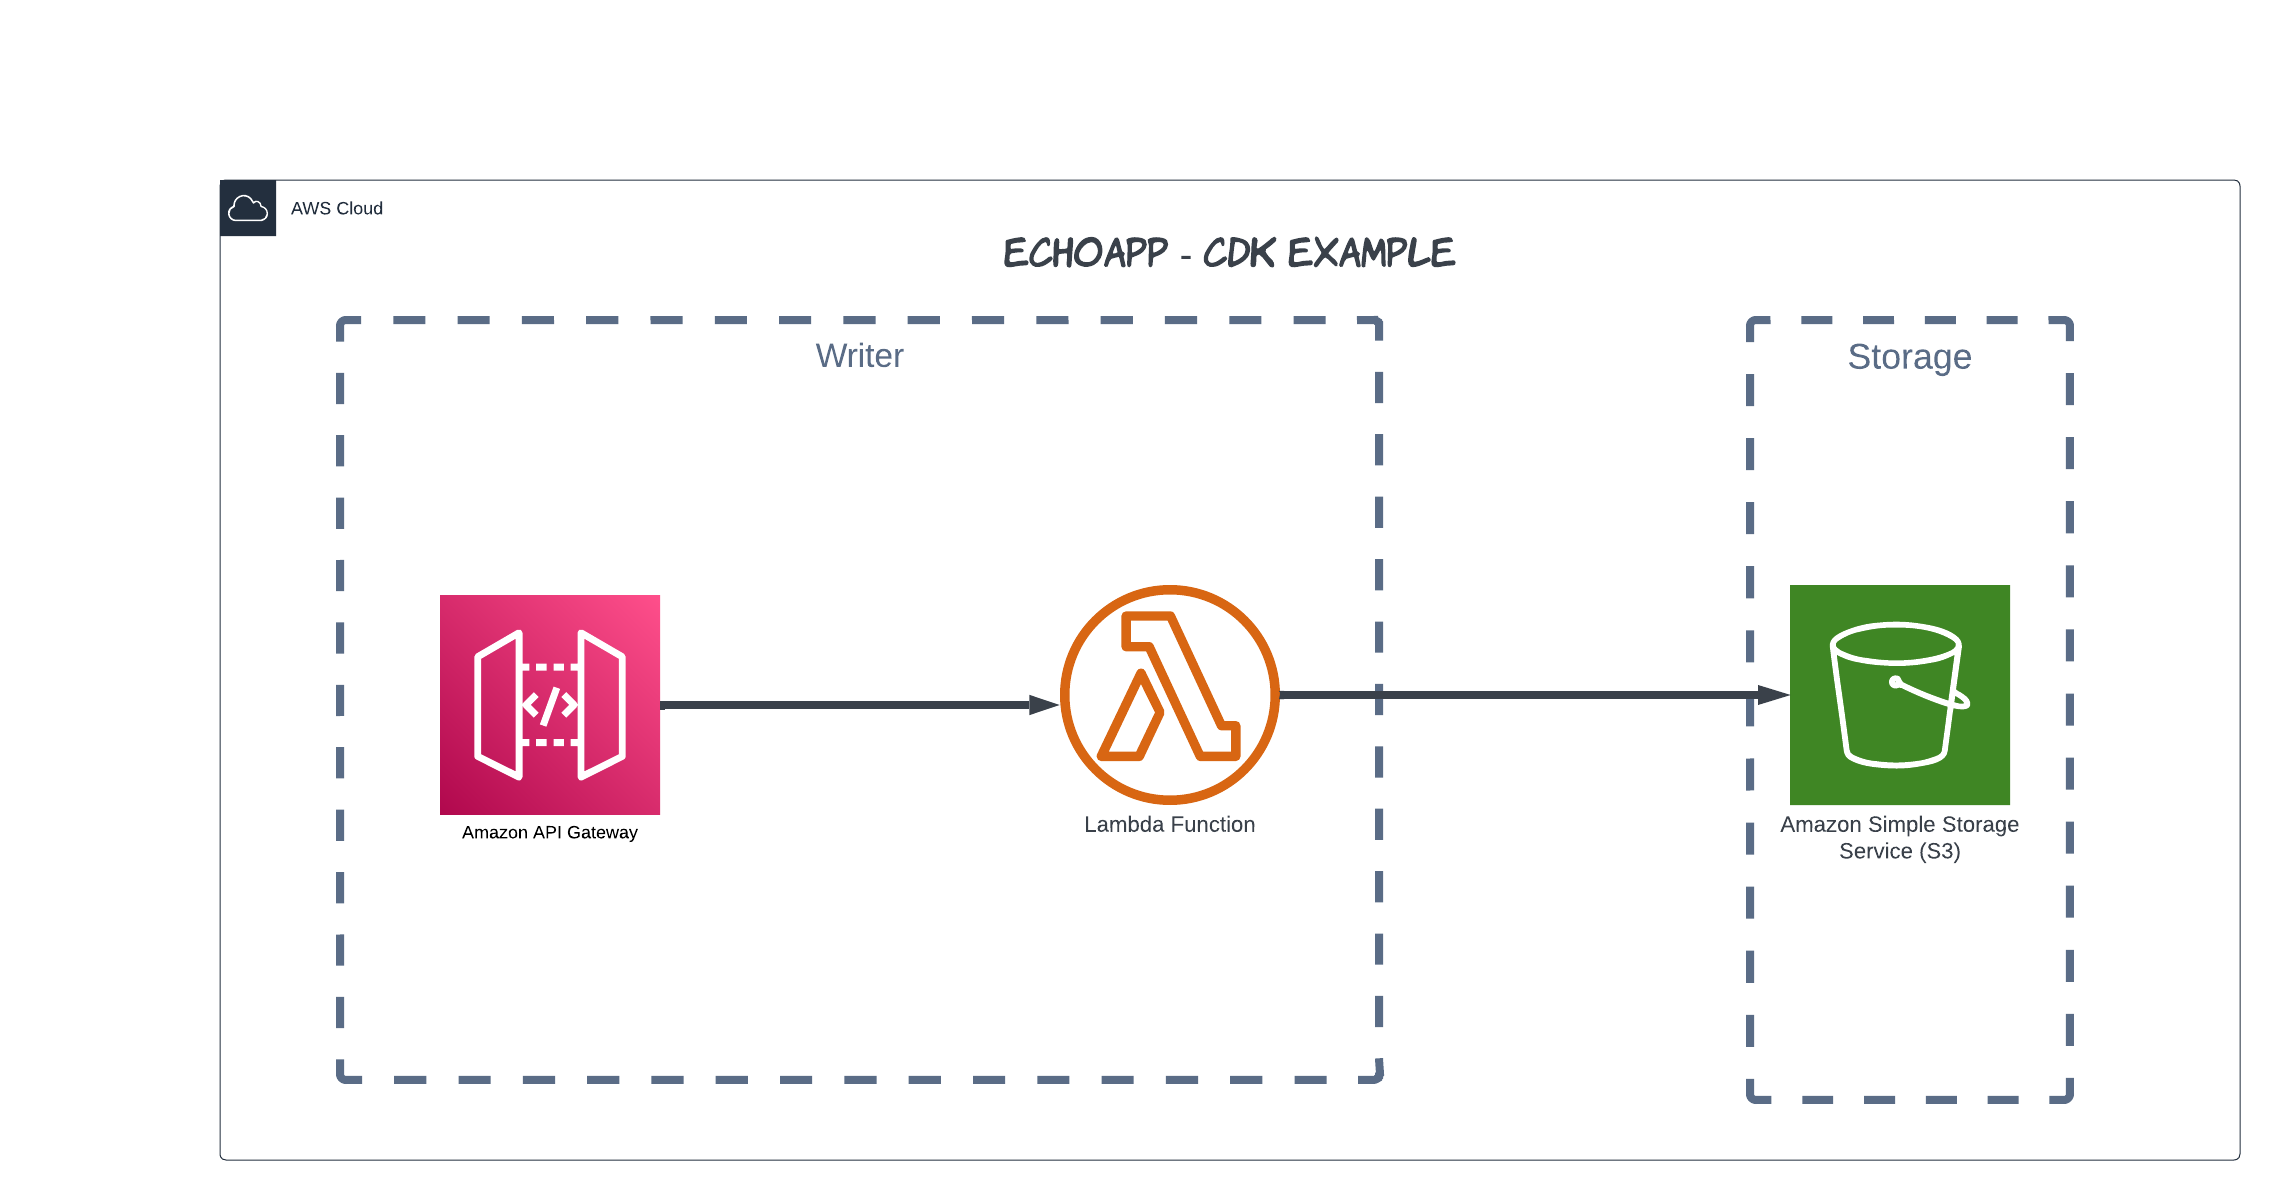 AWS Cloud
ECHOAPP - CDK EXAMPLE
Writer
Storage
</>
Amazon API Gateway
Lambda Function
Amazon Simple Storage
Service (S3)